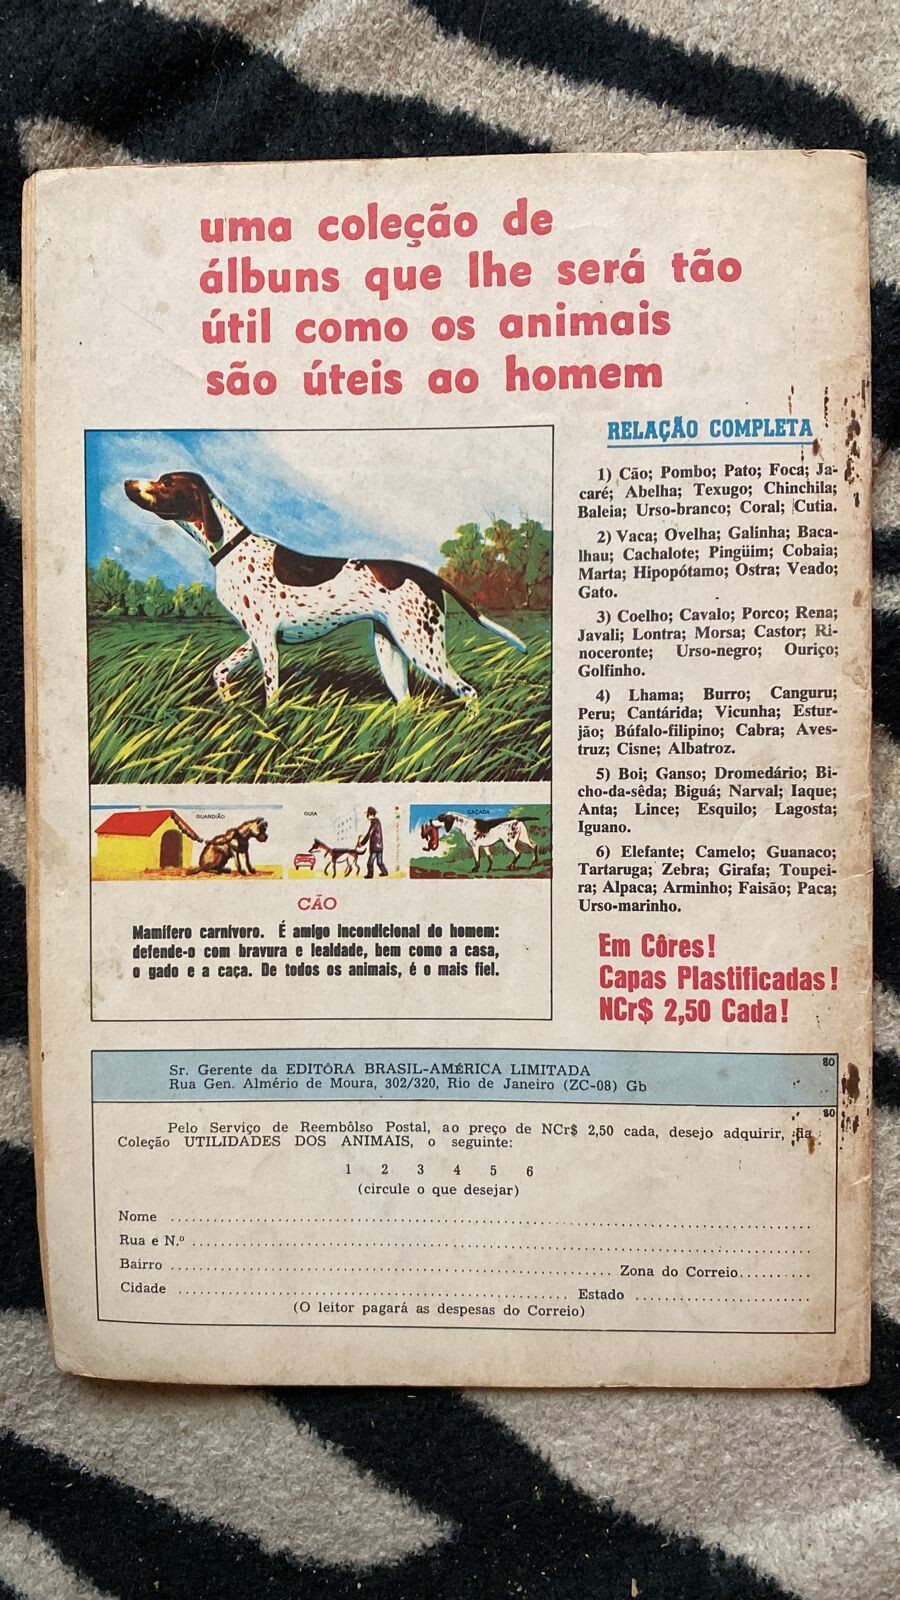 uma coleção de
álbuns que lhe será tão
útil como os animais
são úteis ao homem
RELAÇÃO COMPLETA
1) Cão; Pombo; Pato; Foca; Ja-
caré; Abelha; Texugo; Chinchila;
Baleia; Urso-branco; Coral; Cutia.
2) Vaca; Ovelha; Galinha; Baca-
lhau; Cachalote; Pingüim; Cobaia;
Marta; Hipopótamo; Ostra; Veado;
Gato.
3) Coelho; Cavalo; Porco; Rena;
Javali; Lontra; Morsa; Castor; Ri-
noceronte; Urso-negro; Ouriço;
Golfinho.
4) Lhama; Burro; Canguru;
Peru; Cantárida; Vicunha; Estur-
jão; Búfalo-filipino; Cabra; Aves-
truz; Cisne; Albatroz.
5) Boi; Ganso; Dromedário; Bi-
cho-da-sêda; Biguá; Narval; Iaque;
Anta; Lince; Esquilo; Lagosta;
Iguano.
6) Elefante; Camelo; Guanaco;
Tartaruga; Zebra; Girafa; Toupei-
ra; Alpaca; Arminho; Faisão; Paca;
Urso-marinho.
Em Côres!
Capas Plastificadas!
NCr$ 2,50 Cada!
GUARDIÃO
GUIA
CAÇADA
CÃO
Mamífero carnívero. É amigo incondicional do homem:
defende-o com bravura e lealdade, bem como a casa,
o gado e a caça. De todos os animais, é o mais fiel.
80
Sr. Gerente da EDITÔRA BRASIL-AMÉRICA LIMITADA
Rua Gen. Almério de Moura, 302/320, Rio de Janeiro (ZC-08) Gb
80
Pelo Serviço de Reembôlso Postal, ao preço de NCr$ 2,50 cada, desejo adquirir, da
Coleção UTILIDADES DOS ANIMAIS, o seguinte:
1 2 3 4 5 6
(circule o que desejar)
Nome
Rua e N.º
Bairro Zona do Correio
Cidade Estado
(O leitor pagará as despesas do Correio)